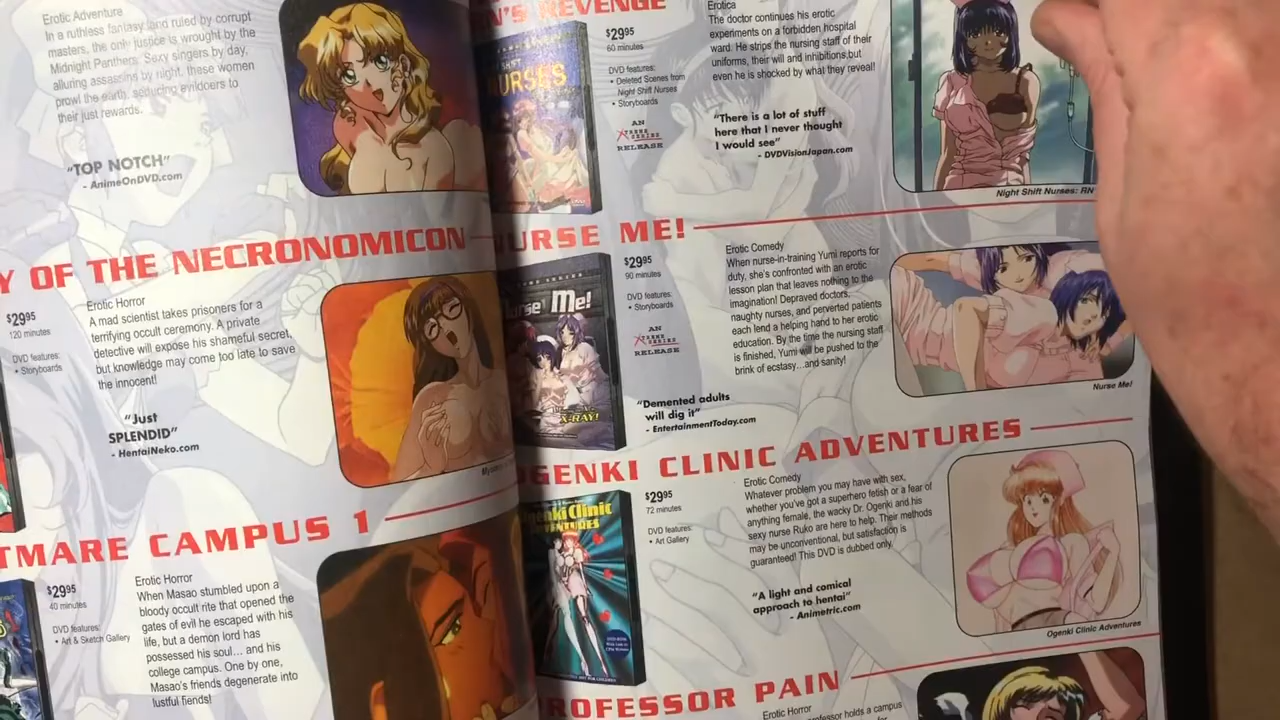 Erotic Adventure
In a ruthless fantasy land ruled by corrupt
masters, the only justice is wrought by the
Midnight Panthers. Sexy singers by day,
alluring assassins by night, these women
prowl the earth, seducing evildoers to
their just rewards.
"TOP NOTCH"
- AnimeOnDVD.com
Y OF THE NECRONOMICON
$29.95
120 minutes
DVD features:
• Storyboards
Erotic Horror
A mad scientist takes prisoners for a
terrifying occult ceremony. A private
detective will expose his shameful secret,
but knowledge may come too late to save
the innocent!
"Just
SPLENDID"
- HentaiNeko.com
TMARE CAMPUS 1
$29.95
40 minutes
DVD features:
• Art & Sketch Gallery
Erotic Horror
When Masao stumbled upon a
bloody occult rite that opened the
gates of evil he escaped with his
life, but a demon lord has
possessed his soul... and his
college campus. One by one,
Masao's friends degenerate into
lustful fiends!
N'S REVENGE
NURSES
$29.95
60 minutes
DVD features:
• Deleted Scenes from
Night Shift Nurses
• Storyboards
AN
RELEASE
Erotica
The doctor continues his erotic
experiments on a forbidden hospital
ward. He strips the nursing staff of their
uniforms, their will and inhibitions,but
even he is shocked by what they reveal!
"There is a lot of stuff
here that I never thought
I would see"
- DVDVisionJapan.com
Night Shift Nurses: RN
URSE ME!
urse Me!
X-RAY!
$29.95
90 minutes
DVD features:
• Storyboards
AN
RELEASE
Erotic Comedy
When nurse-in-training Yumi reports for
duty, she's confronted with an erotic
lesson plan that leaves nothing to the
imagination! Depraved doctors,
naughty nurses, and perverted patients
each lend a helping hand to her erotic
education. By the time the nursing staff
is finished, Yumi will be pushed to the
brink of ecstasy...and sanity!
"Demented adults
will dig it"
- EntertainmentToday.com
Nurse Me!
OGENKI CLINIC ADVENTURES
genki Clinic
VENTURES
$29.95
72 minutes
DVD features:
• Art Gallery
Erotic Comedy
Whatever problem you may have with sex,
whether you've got a superhero fetish or a fear of
anything female, the wacky Dr. Ogenki and his
sexy nurse Ruko are here to help. Their methods
may be unconventional, but satisfaction is
guaranteed! This DVD is dubbed only.
"A light and comical
approach to hentai"
- Animetric.com
Ogenki Clinic Adventures
ROFESSOR PAIN
Erotic Horror
professor holds a campus